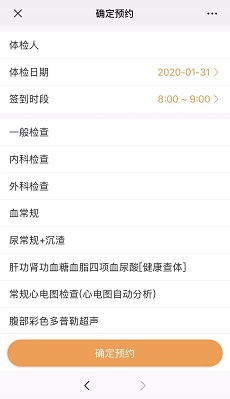 确定预约
体检人
体检日期
2020-01-31
签到时段
8:00 ~ 9:00
一般检查
内科检查
外科检查
血常规
尿常规+沉渣
肝功肾功血糖血脂四项血尿酸[健康查体]
常规心电图检查(心电图自动分析)
腹部彩色多普勒超声
确定预约